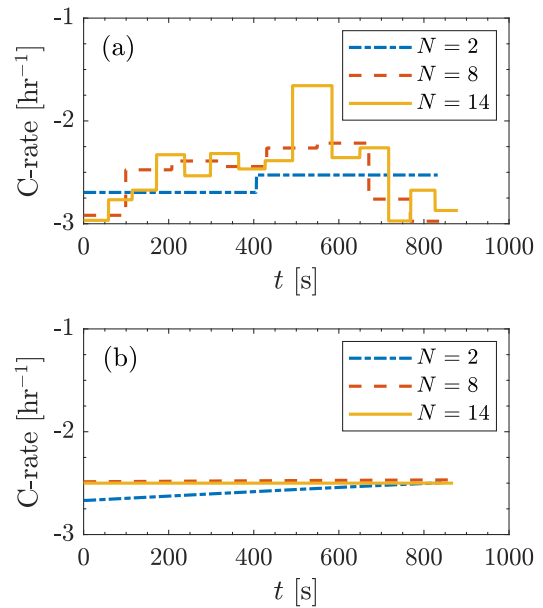 (a)
C-rate [hr⁻¹]
-1
-2
-3
N = 2
N = 8
N = 14
0 200 400 600 800 1000
t [s]
(b)
C-rate [hr⁻¹]
-1
-2
-3
N = 2
N = 8
N = 14
0 200 400 600 800 1000
t [s]